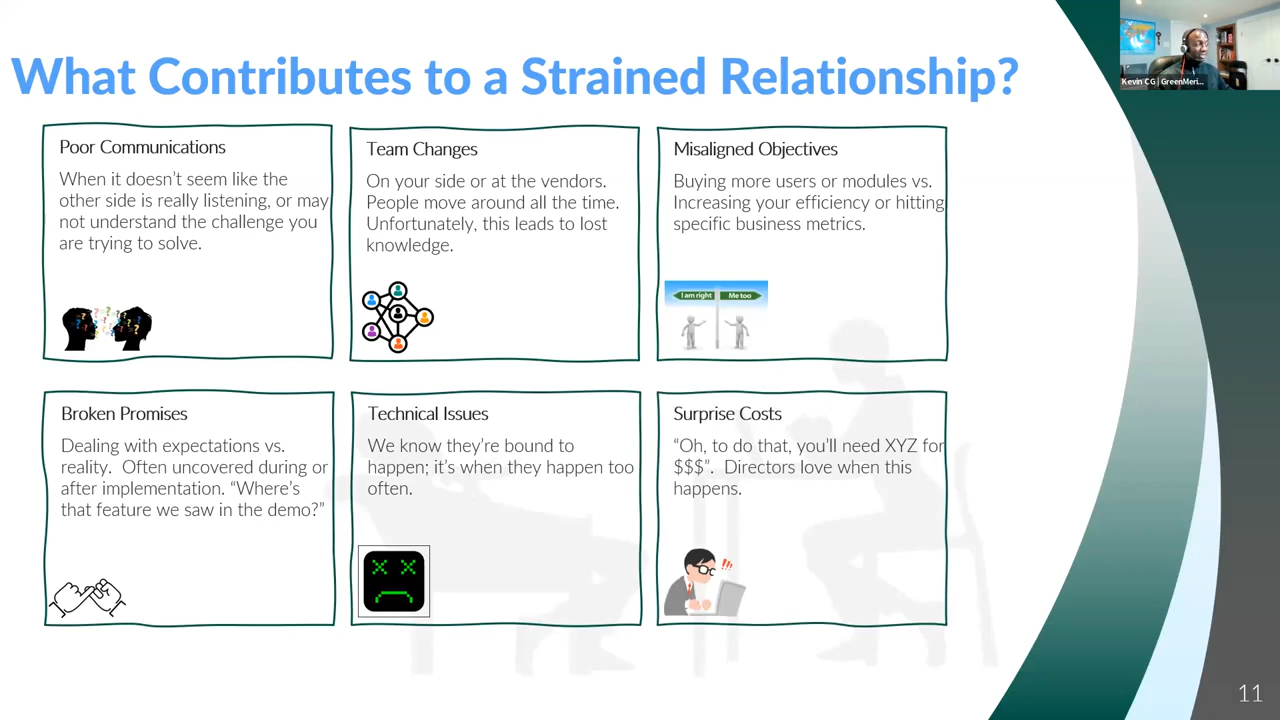 What Contributes to a Strained Relationship?
Kevin CG | GreenMeri...
Poor Communications
When it doesn’t seem like the
other side is really listening, or may
not understand the challenge you
are trying to solve.
Team Changes
On your side or at the vendors.
People move around all the time.
Unfortunately, this leads to lost
knowledge.
Misaligned Objectives
Buying more users or modules vs.
Increasing your efficiency or hitting
specific business metrics.
I am right
Me too
Broken Promises
Dealing with expectations vs.
reality.  Often uncovered during or
after implementation. “Where’s
that feature we saw in the demo?”
Technical Issues
We know they’re bound to
happen; it’s when they happen too
often.
Surprise Costs
“Oh, to do that, you’ll need XYZ for
$$$”.  Directors love when this
happens.
!!!
11